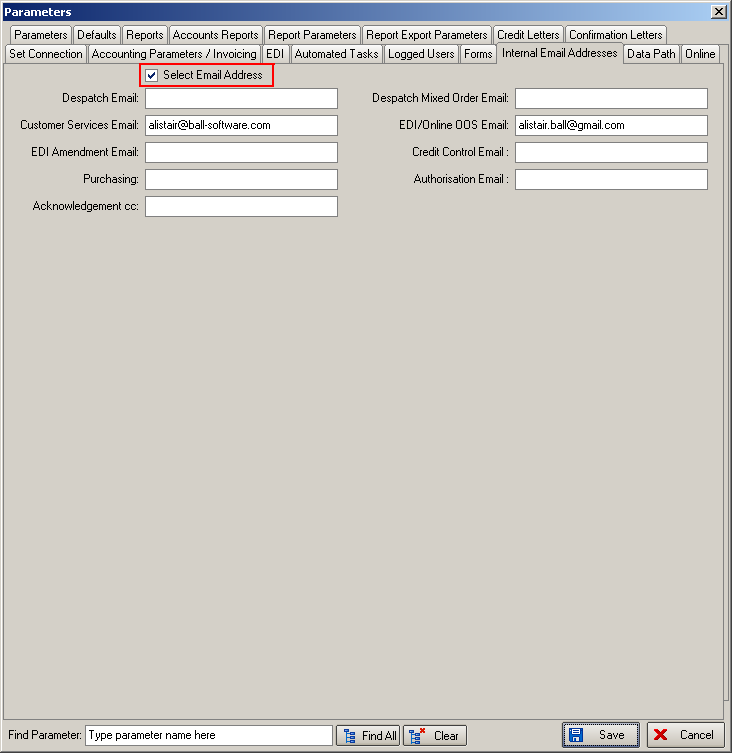 Parameters
Parameters Defaults Reports Accounts Reports Report Parameters Report Export Parameters Credit Letters Confirmation Letters
Set Connection Accounting Parameters / Invoicing EDI Automated Tasks Logged Users Forms Internal Email Addresses Data Path Online
Select Email Address
Despatch Email: Despatch Mixed Order Email:
Customer Services Email: alistair@ball-software.com EDI/Online OOS Email: alistair.ball@gmail.com
EDI Amendment Email: Credit Control Email :
Purchasing: Authorisation Email :
Acknowledgement cc:
Find Parameter: Type parameter name here Find All Clear Save Cancel